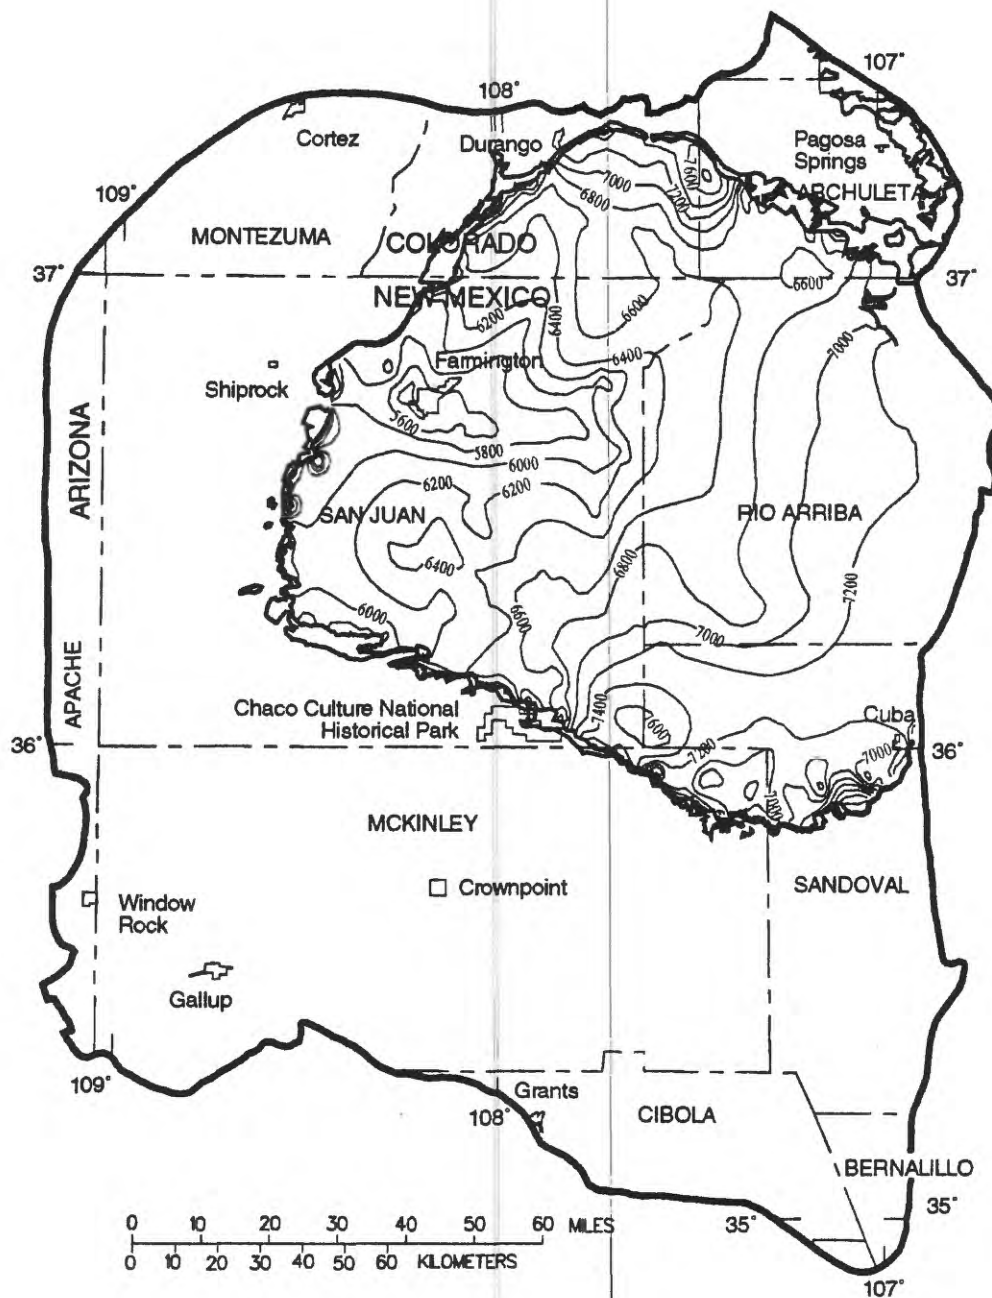 107°
108°
Cortez
Durango
Pagosa
Springs
7600
7000
7200
6800
ARCHULETA
109°
MONTEZUMA
COLORADO
37°
37°
6600
NEW MEXICO
6200
6400
6600
7000
6400
Farmington
Shiprock
5600
5800
6000
ARIZONA
6200
6200
SAN JUAN
RIO ARRIBA
6400
6800
7200
6000
6600
7000
APACHE
Chaco Culture National
Historical Park
7400
7600
Cuba
36°
36°
7200
7000
7000
MCKINLEY
Crownpoint
SANDOVAL
Window
Rock
Gallup
109°
Grants
108°
CIBOLA
BERNALILLO
35°
35°
0 10 20 30 40 50 60 MILES
0 10 20 30 40 50 60 KILOMETERS
107°